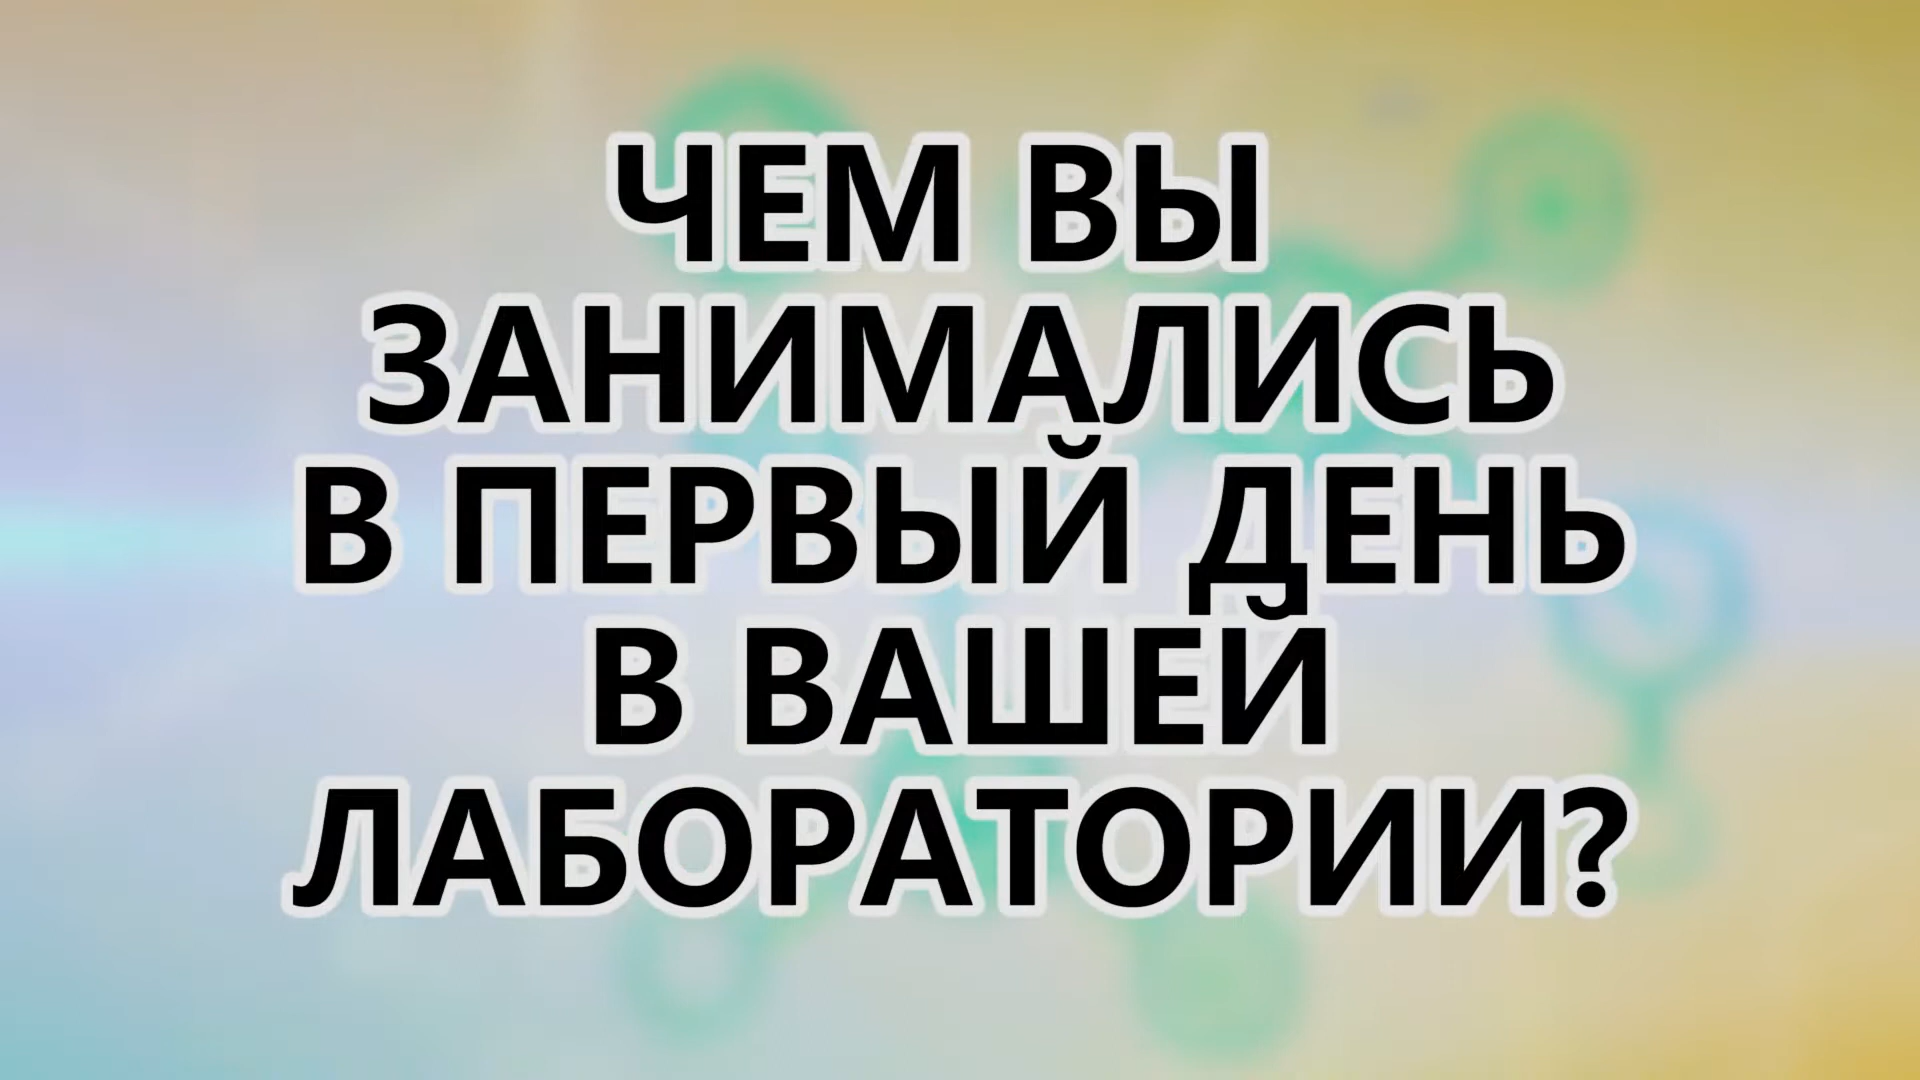 ЧЕМ ВЫ
ЗАНИМАЛИСЬ
В ПЕРВЫЙ ДЕНЬ
В ВАШЕЙ
ЛАБОРАТОРИИ?